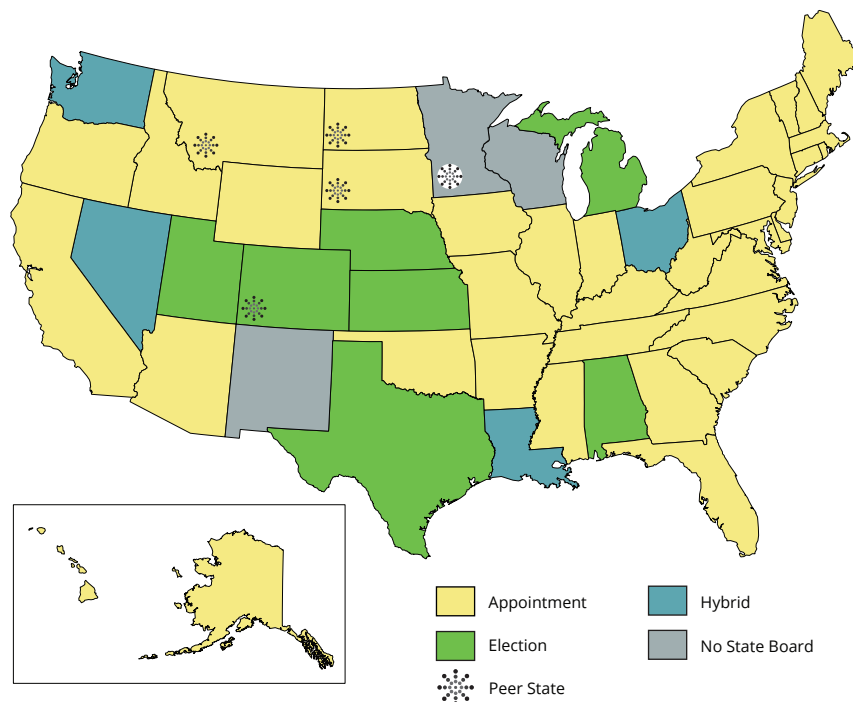 Appointment
Hybrid
Election
No State Board
Peer State